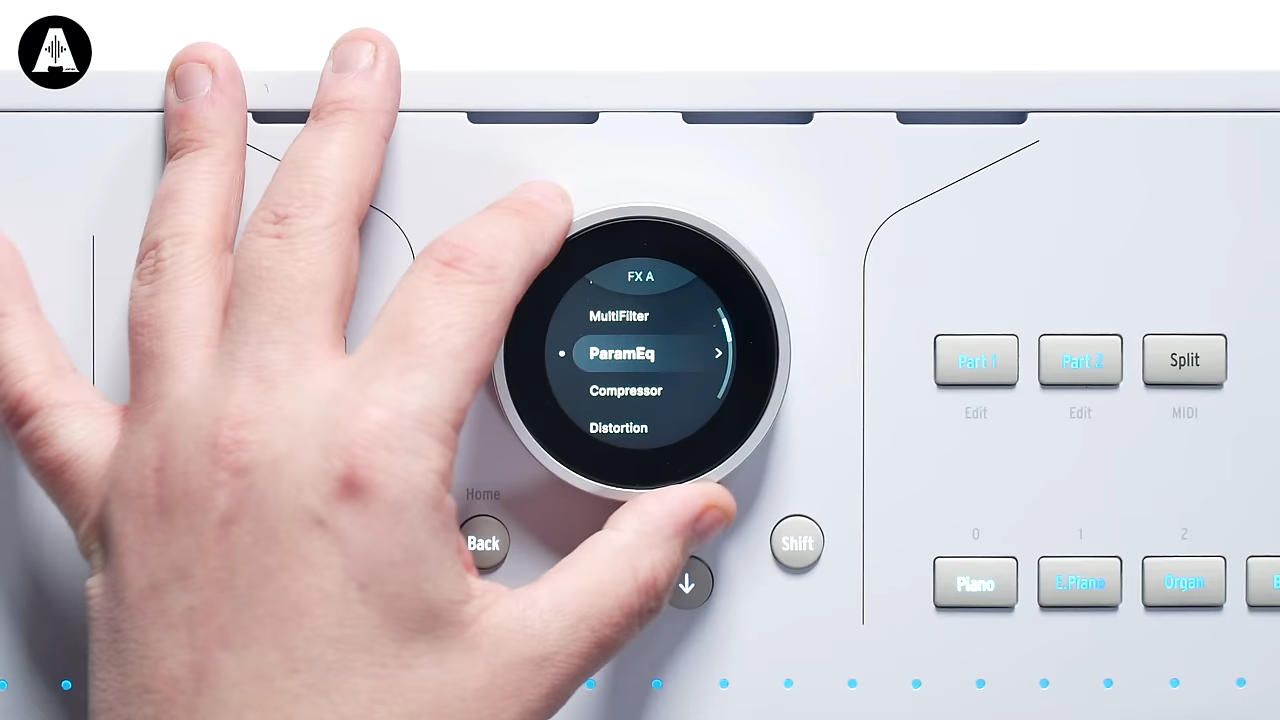 FX A
MultiFilter
ParamEq
Compressor
Distortion
Home
Back
Shift
Part 1
Part 2
Split
Edit
Edit
MIDI
0
1
2
Piano
E.Piano
Organ